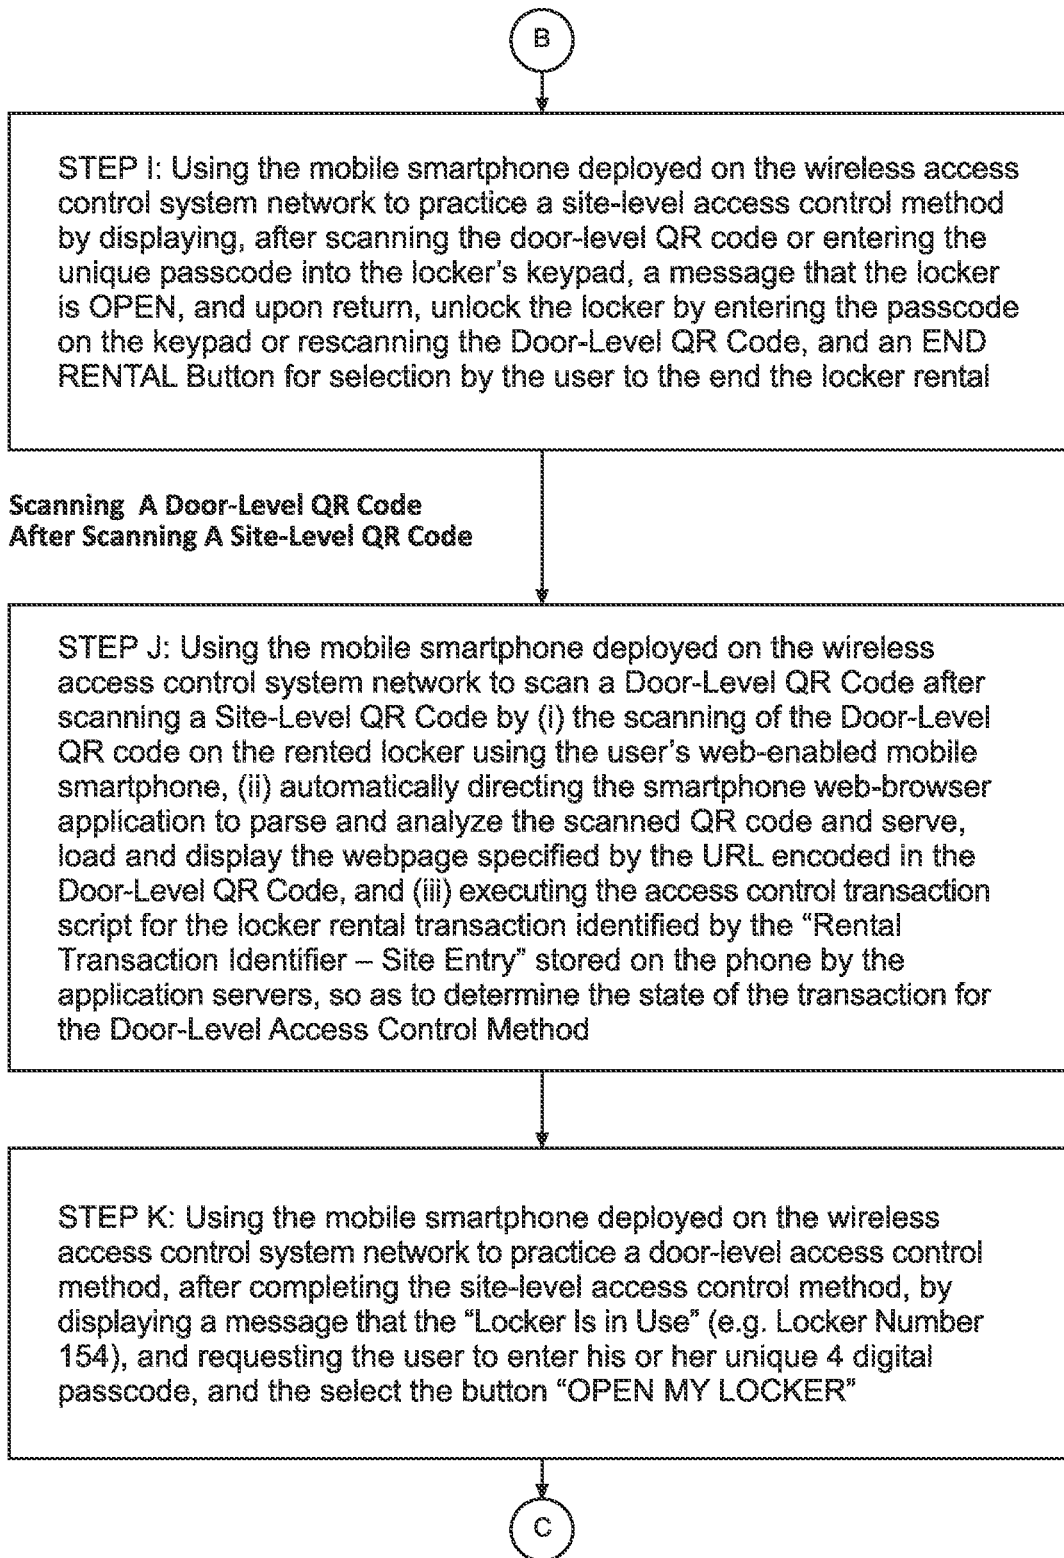 B
STEP I: Using the mobile smartphone deployed on the wireless access
control system network to practice a site-level access control method
by displaying, after scanning the door-level QR code or entering the
unique passcode into the locker's keypad, a message that the locker
is OPEN, and upon return, unlock the locker by entering the passcode
on the keypad or rescanning the Door-Level QR Code, and an END
RENTAL Button for selection by the user to the end the locker rental
Scanning A Door-Level QR Code
After Scanning A Site-Level QR Code
STEP J: Using the mobile smartphone deployed on the wireless
access control system network to scan a Door-Level QR Code after
scanning a Site-Level QR Code by (i) the scanning of the Door-Level
QR code on the rented locker using the user's web-enabled mobile
smartphone, (ii) automatically directing the smartphone web-browser
application to parse and analyze the scanned QR code and serve,
load and display the webpage specified by the URL encoded in the
Door-Level QR Code, and (iii) executing the access control transaction
script for the locker rental transaction identified by the “Rental
Transaction Identifier – Site Entry” stored on the phone by the
application servers, so as to determine the state of the transaction for
the Door-Level Access Control Method
STEP K: Using the mobile smartphone deployed on the wireless
access control system network to practice a door-level access control
method, after completing the site-level access control method, by
displaying a message that the “Locker Is in Use” (e.g. Locker Number
154), and requesting the user to enter his or her unique 4 digital
passcode, and the select the button “OPEN MY LOCKER”
C